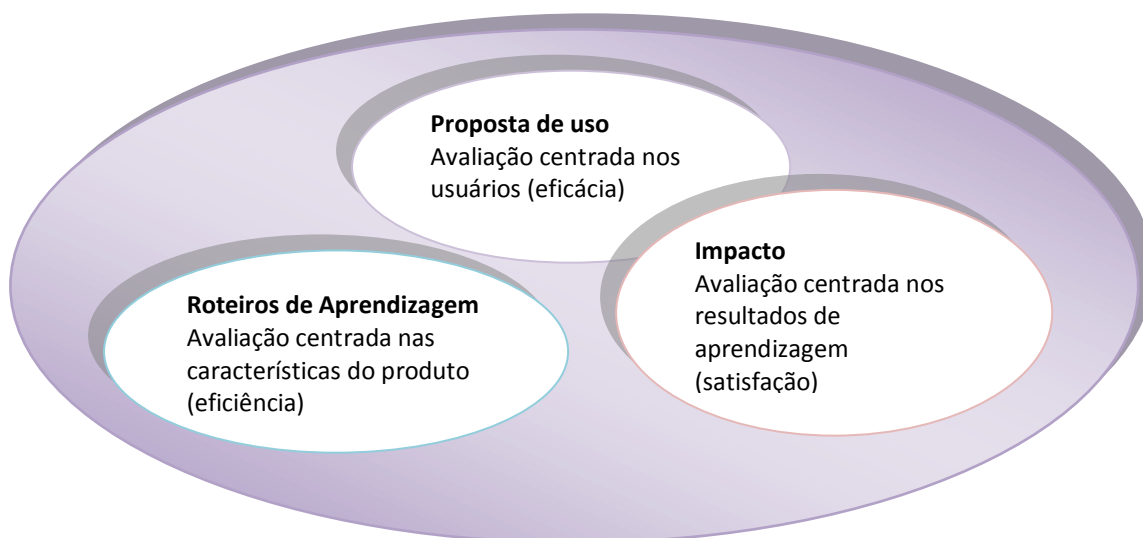 Proposta de uso
Avaliação centrada nos
usuários (eficácia)
Impacto
Avaliação centrada nos
resultados de
aprendizagem
(satisfação)
Roteiros de Aprendizagem
Avaliação centrada nas
características do produto
(eficiência)